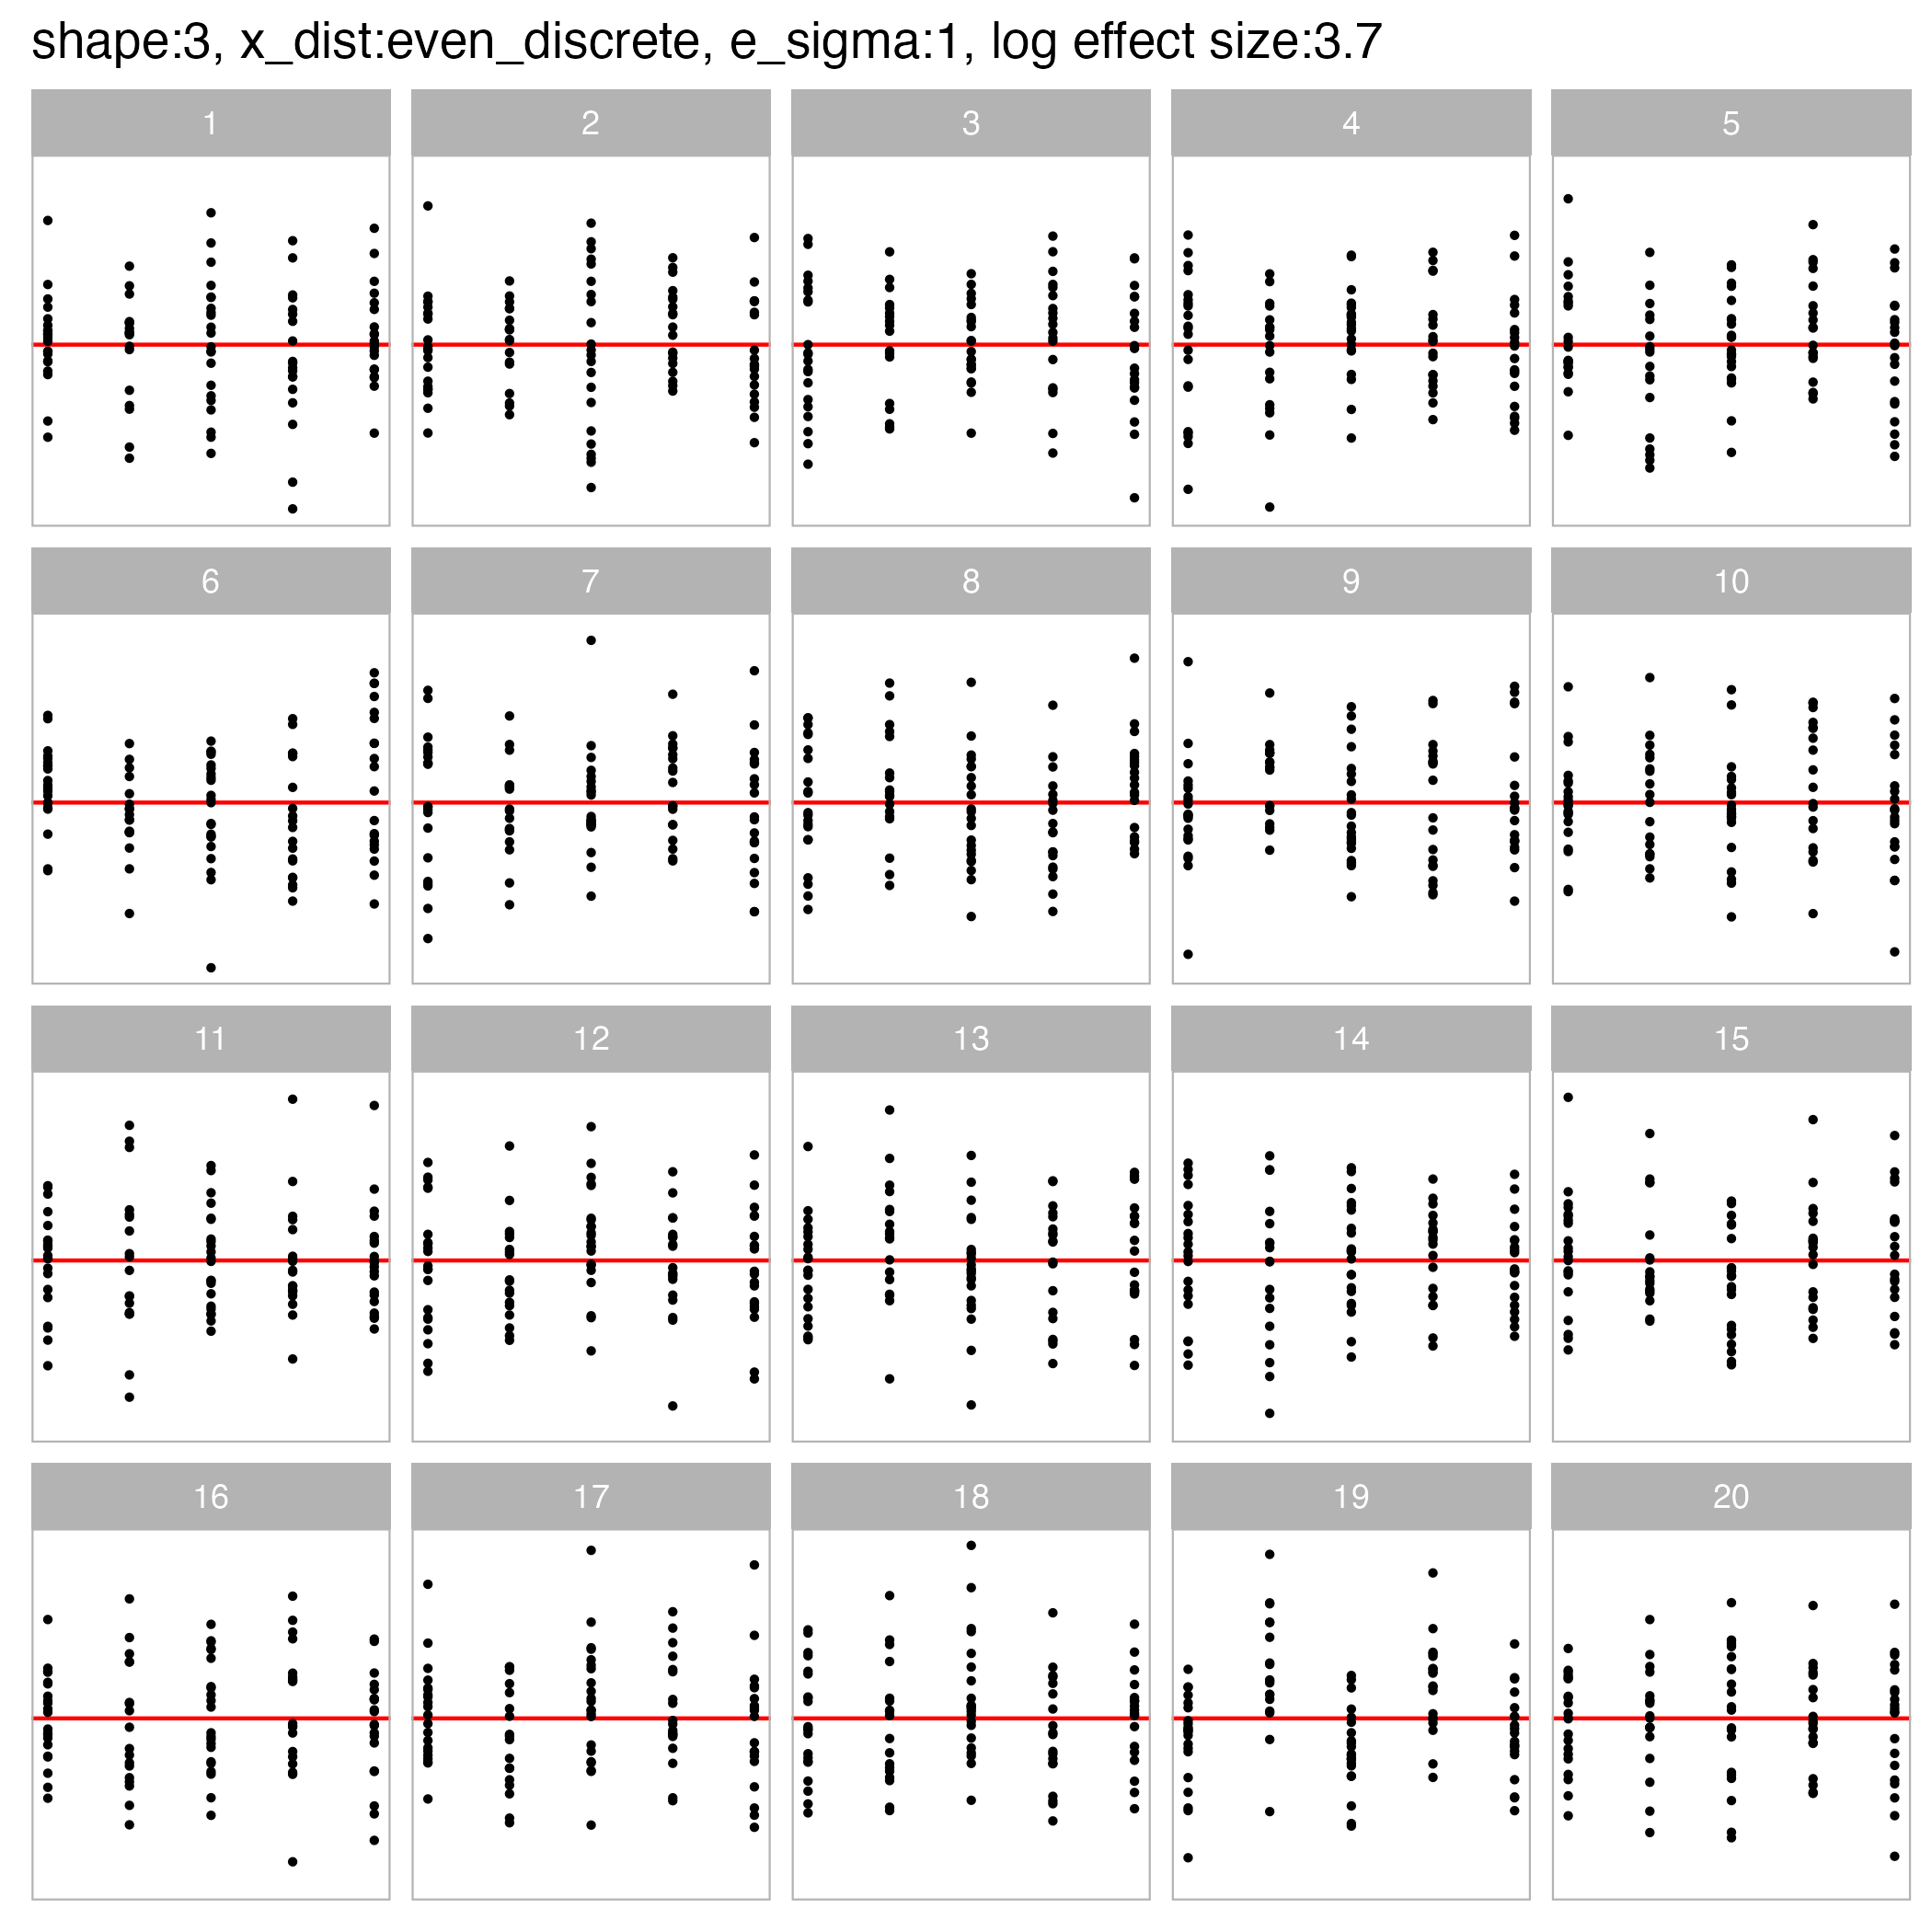 shape:3, x_dist:even_discrete, e_sigma:1, log effect size:3.7
1 2 3 4 5
6 7 8 9 10
11 12 13 14 15
16 17 18 19 20